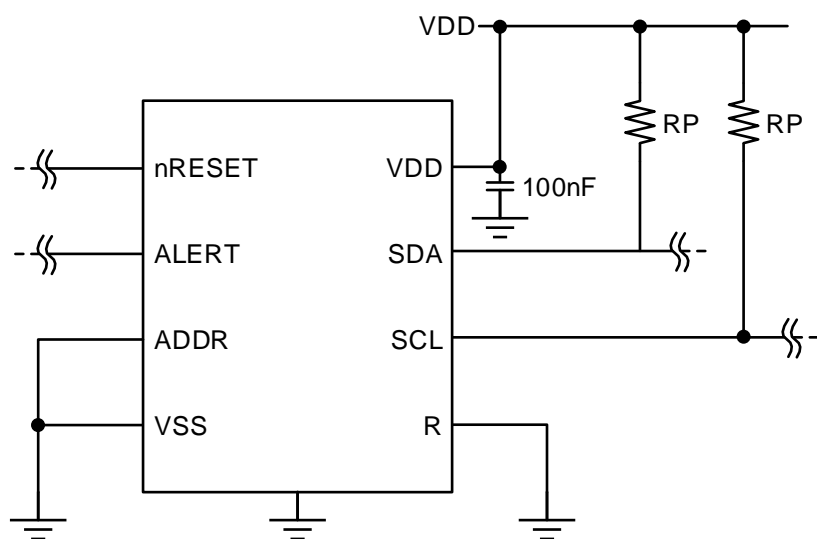 VDD
RP RP
nRESET VDD
100nF
ALERT SDA
ADDR SCL
VSS R